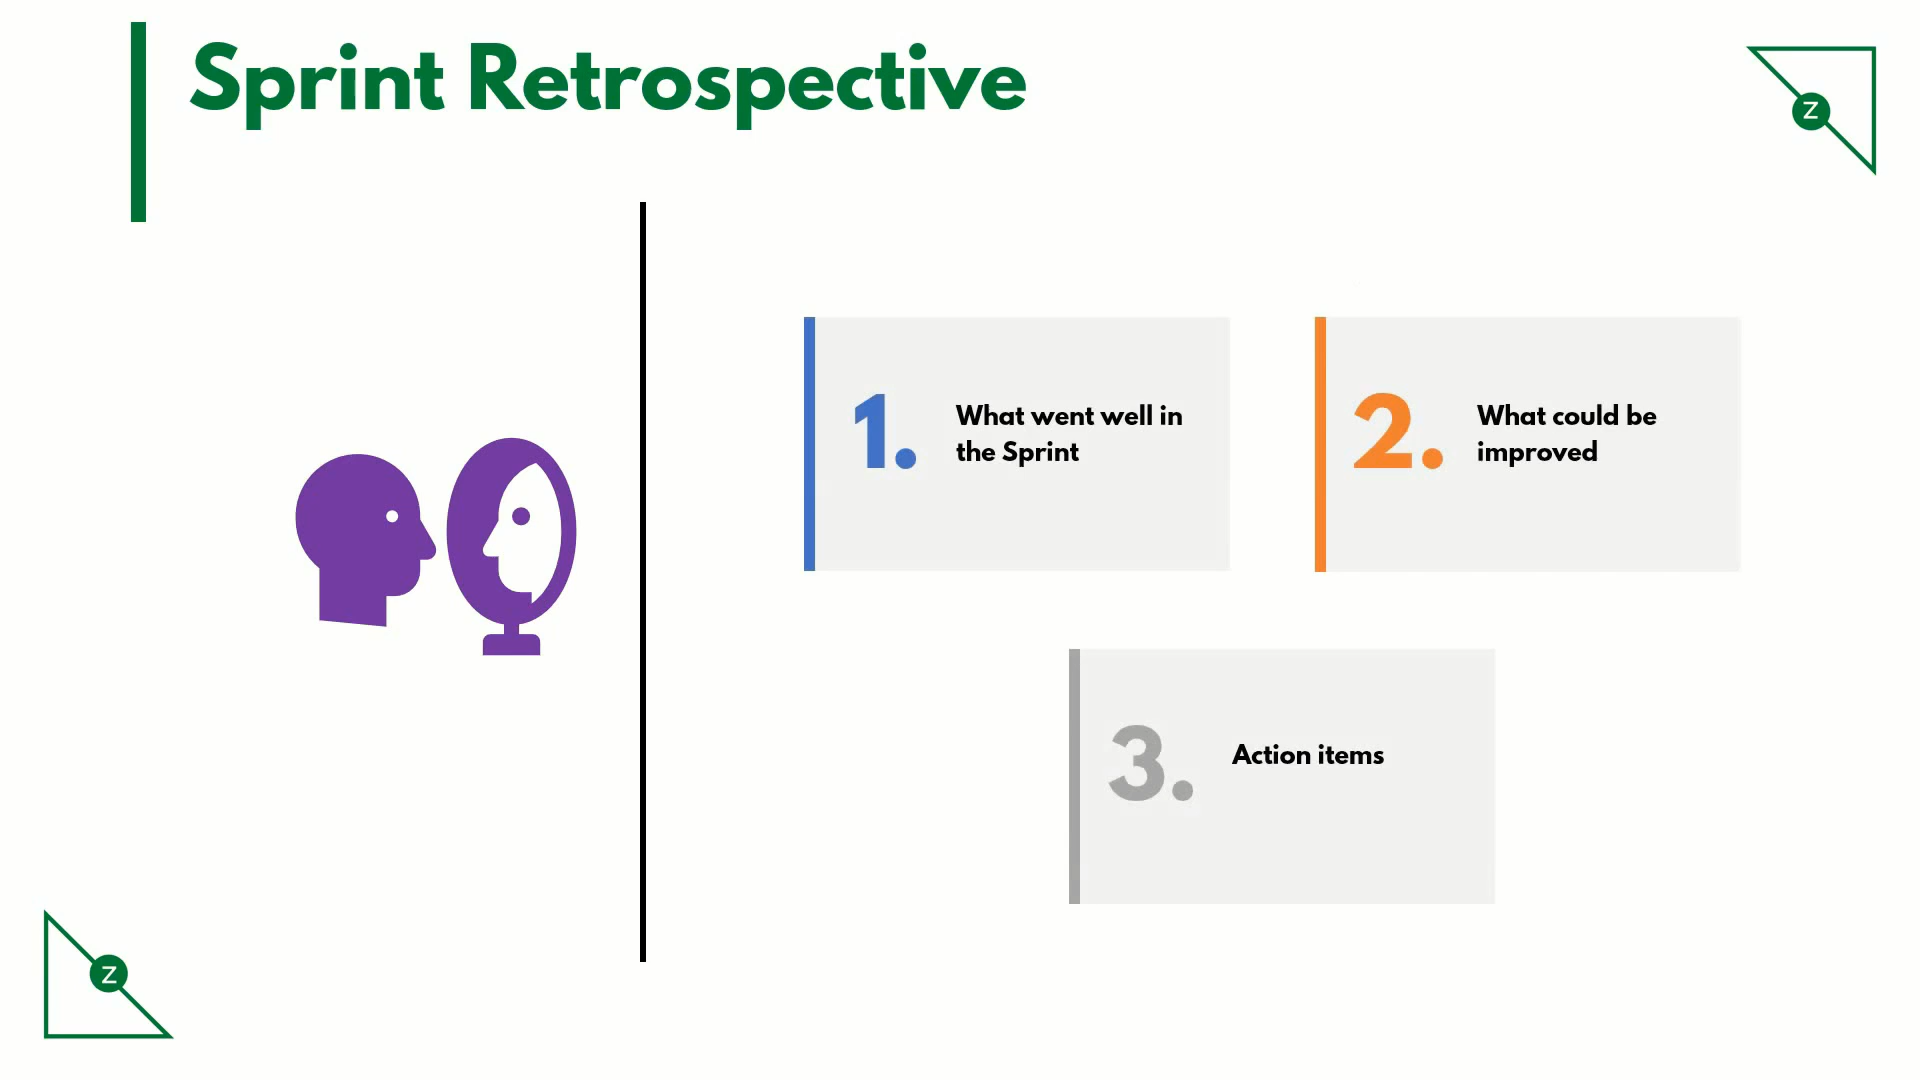 Sprint Retrospective
Z
1.
What went well in
the Sprint
2.
What could be
improved
3.
Action items
Z